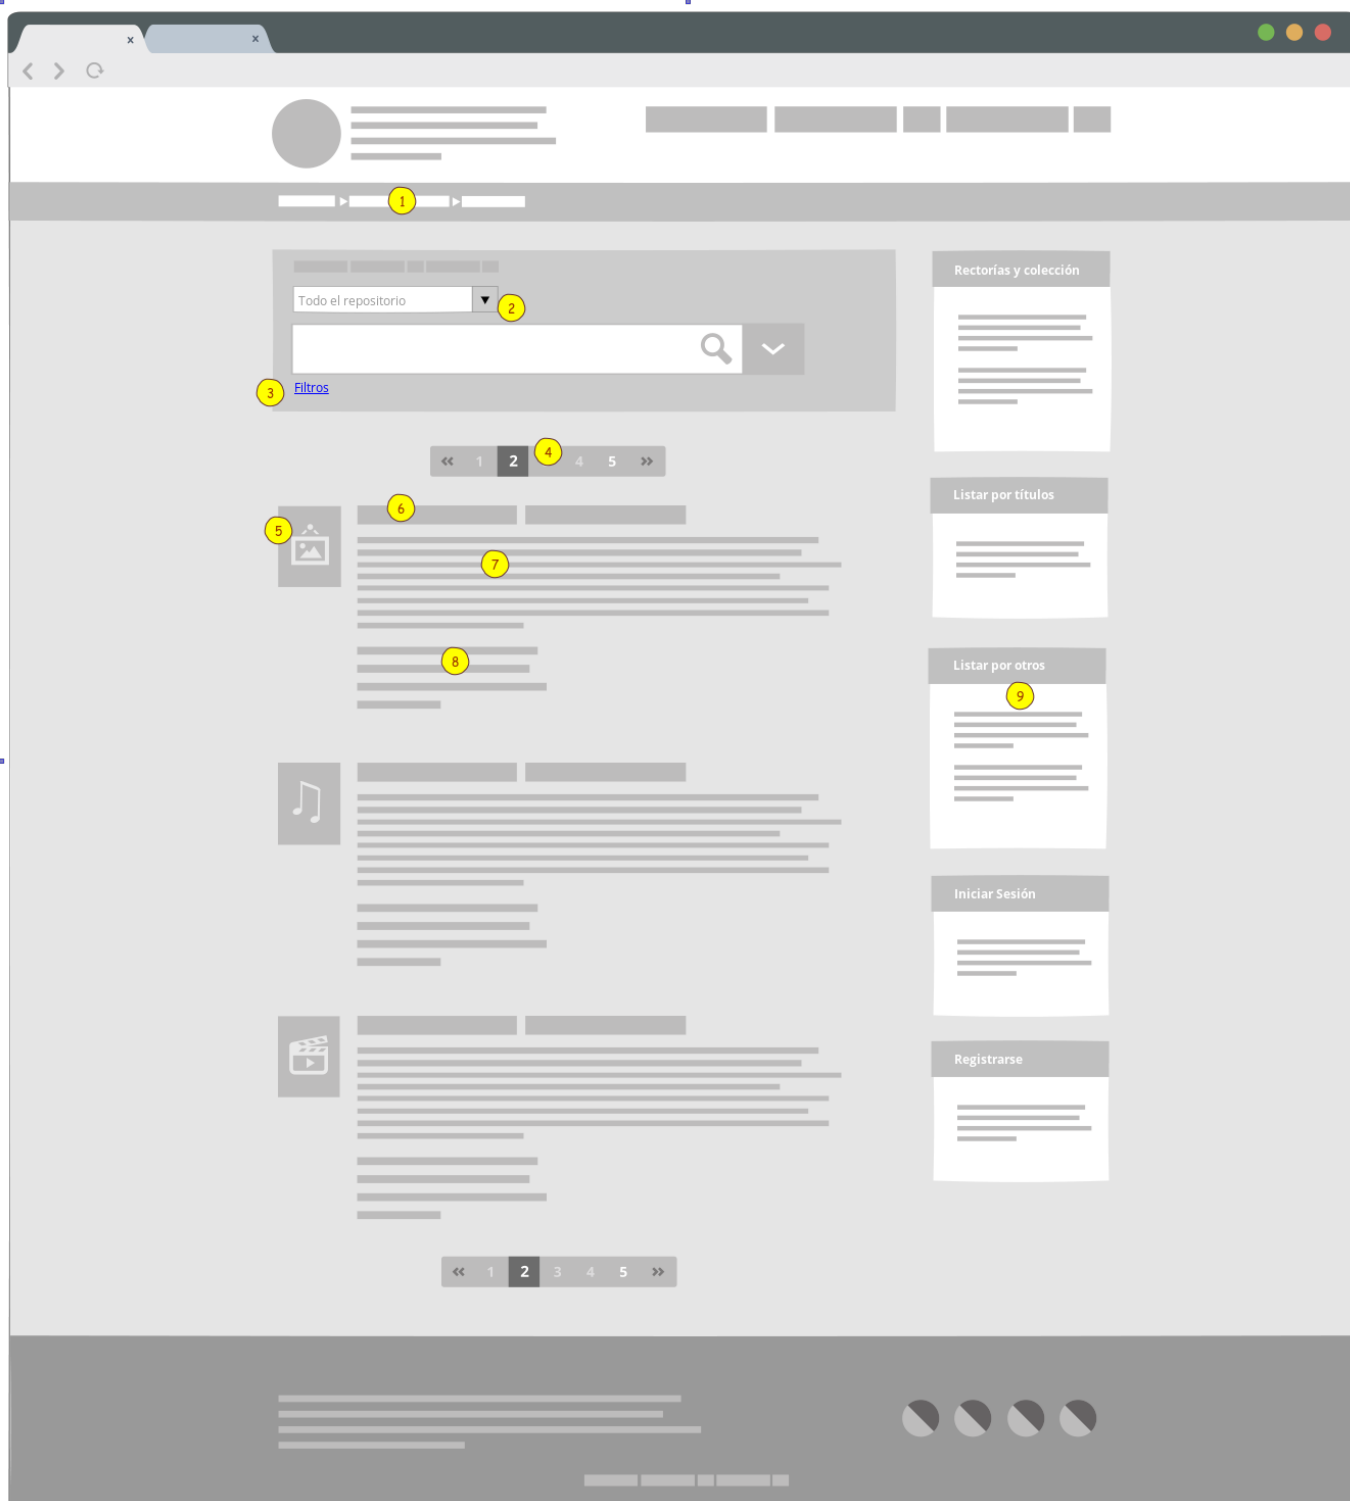 x
x
1
Todo el repositorio
2
3
Filtros
« 1 2 4 4 5 »
5
6
7
8
Rectorías y colección
Listar por títulos
Listar por otros
9
Iniciar Sesión
Registrarse
« 1 2 3 4 5 »